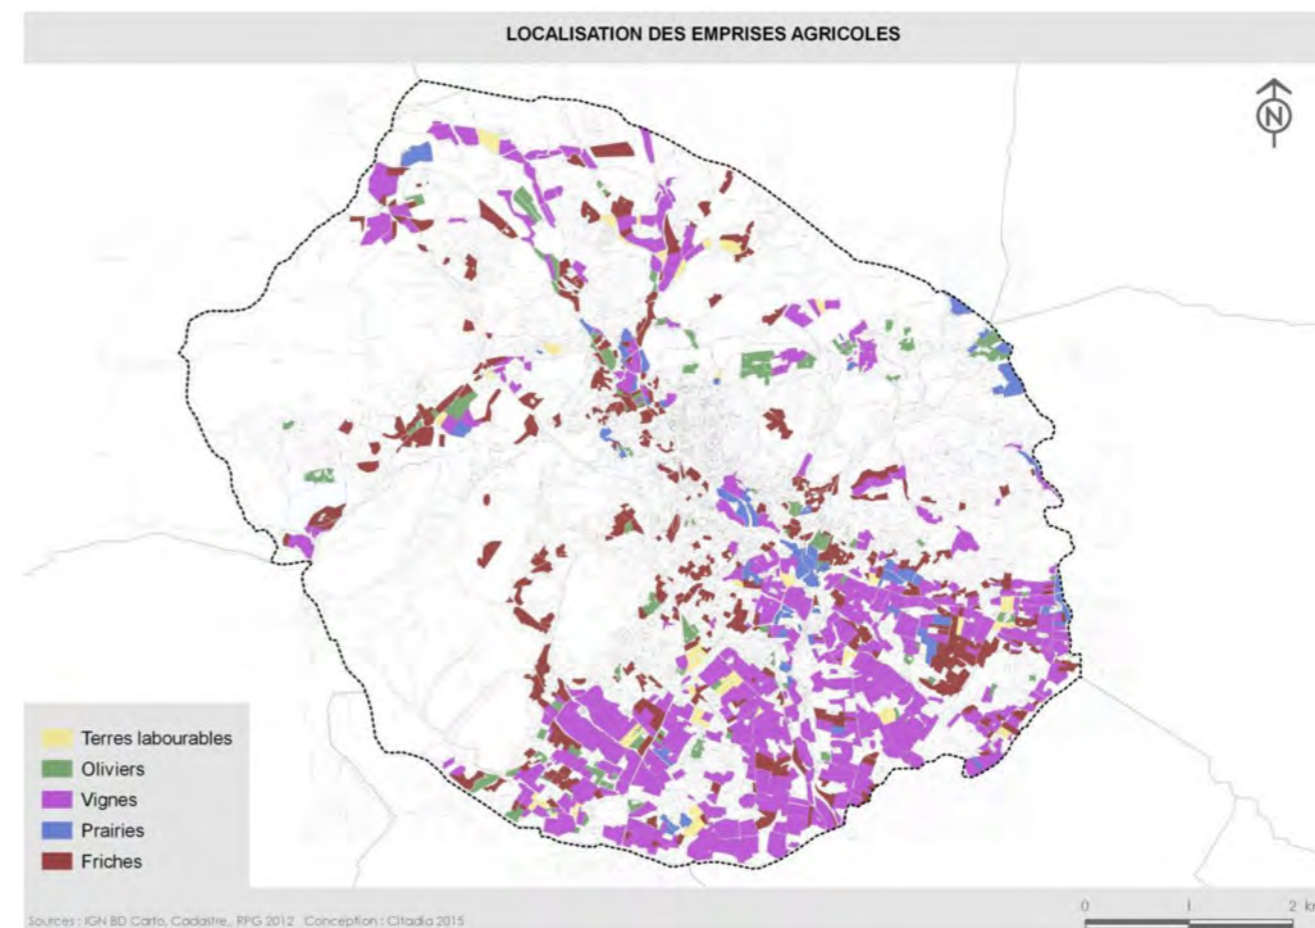 LOCALISATION DES EMPRISES AGRICOLES
N
Terres labourables
Oliviers
Vignes
Prairies
Friches
Sources : IGN BD Carto, Cadastre,, RPG 2012 Conception : Citadia 2015
0 1 2 km